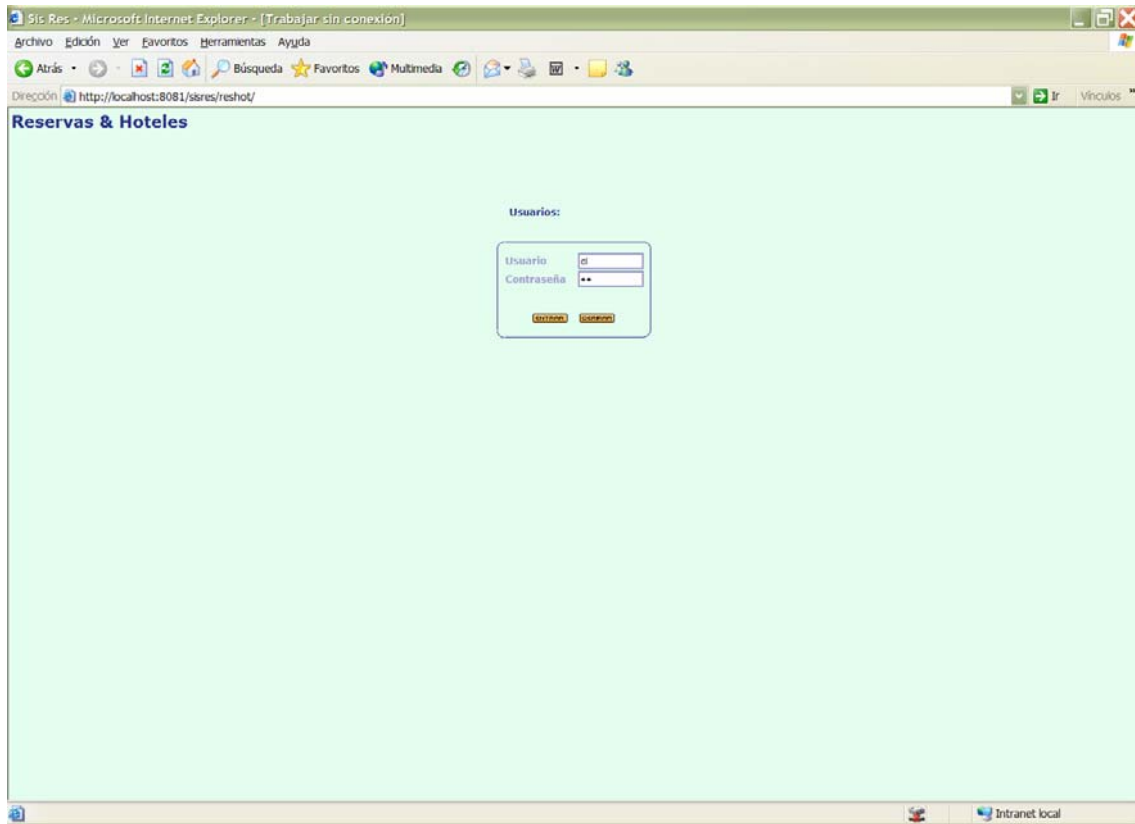 Sis Res - Microsoft Internet Explorer - [Trabajar sin conexión]
Archivo Edición Ver Favoritos Herramientas Ayuda
Atrás Búsqueda Favoritos Multimedia
Dirección http://localhost:8081/sisres/reshot/ Ir Vínculos »
Reservas & Hoteles
Usuarios:
Usuario
Contraseña ••
Intranet local